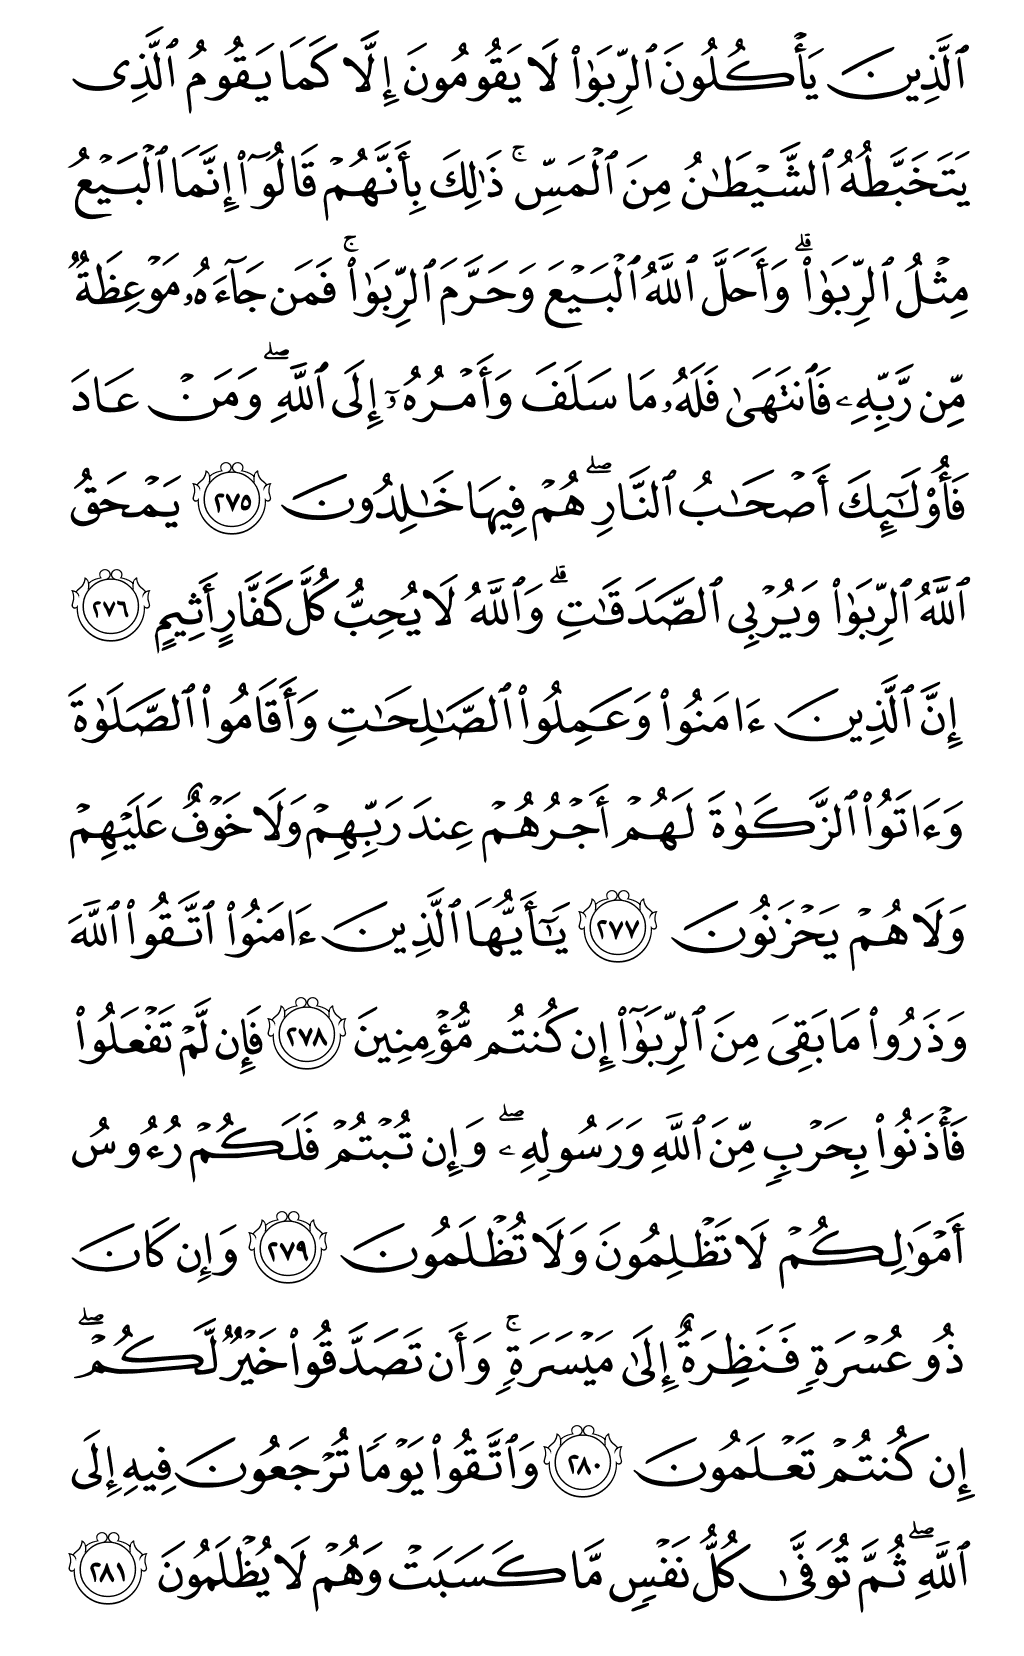 ٱلَّذِينَ يَأۡكُلُونَ ٱلرِّبَوٰاْ لَا يَقُومُونَ إِلَّا كَمَا يَقُومُ ٱلَّذِى
يَتَخَبَّطُهُ ٱلشَّيۡطَٰنُ مِنَ ٱلۡمَسِّۚ ذَٰلِكَ بِأَنَّهُمۡ قَالُوٓاْ إِنَّمَا ٱلۡبَيۡعُ
مِثۡلُ ٱلرِّبَوٰاْۗ وَأَحَلَّ ٱللَّهُ ٱلۡبَيۡعَ وَحَرَّمَ ٱلرِّبَوٰاْۚ فَمَن جَآءَهُۥ مَوۡعِظَةٌ
مِّن رَّبِّهِۦ فَٱنتَهَىٰ فَلَهُۥ مَا سَلَفَ وَأَمۡرُهُۥٓ إِلَى ٱللَّهِۖ وَمَنۡ عَادَ
فَأُوْلَٰٓئِكَ أَصۡحَٰبُ ٱلنَّارِۖ هُمۡ فِيهَا خَٰلِدُونَ ٢٧٥ يَمۡحَقُ
ٱللَّهُ ٱلرِّبَوٰاْ وَيُرۡبِى ٱلصَّدَقَٰتِۗ وَٱللَّهُ لَا يُحِبُّ كُلَّ كَفَّارٍ أَثِيمٍ ٢٧٦
إِنَّ ٱلَّذِينَ ءَامَنُواْ وَعَمِلُواْ ٱلصَّٰلِحَٰتِ وَأَقَامُواْ ٱلصَّلَوٰةَ
وَءَاتَوُاْ ٱلزَّكَوٰةَ لَهُمۡ أَجۡرُهُمۡ عِندَ رَبِّهِمۡ وَلَا خَوۡفٌ عَلَيۡهِمۡ
وَلَا هُمۡ يَحۡزَنُونَ ٢٧٧ يَٰٓأَيُّهَا ٱلَّذِينَ ءَامَنُواْ ٱتَّقُواْ ٱللَّهَ
وَذَرُواْ مَا بَقِىَ مِنَ ٱلرِّبَوٰٓاْ إِن كُنتُم مُّؤۡمِنِينَ ٢٧٨ فَإِن لَّمۡ تَفۡعَلُواْ
فَأۡذَنُواْ بِحَرۡبٍ مِّنَ ٱللَّهِ وَرَسُولِهِۦۖ وَإِن تُبۡتُمۡ فَلَكُمۡ رُءُوسُ
أَمۡوَٰلِكُمۡ لَا تَظۡلِمُونَ وَلَا تُظۡلَمُونَ ٢٧٩ وَإِن كَانَ
ذُو عُسۡرَةٍ فَنَظِرَةٌ إِلَىٰ مَيۡسَرَةٍۚ وَأَن تَصَدَّقُواْ خَيۡرٌ لَّكُمۡۖ
إِن كُنتُمۡ تَعۡلَمُونَ ٢٨٠ وَٱتَّقُواْ يَوۡمًا تُرۡجَعُونَ فِيهِ إِلَى
ٱللَّهِۖ ثُمَّ تُوَفَّىٰ كُلُّ نَفۡسٍ مَّا كَسَبَتۡ وَهُمۡ لَا يُظۡلَمُونَ ٢٨١